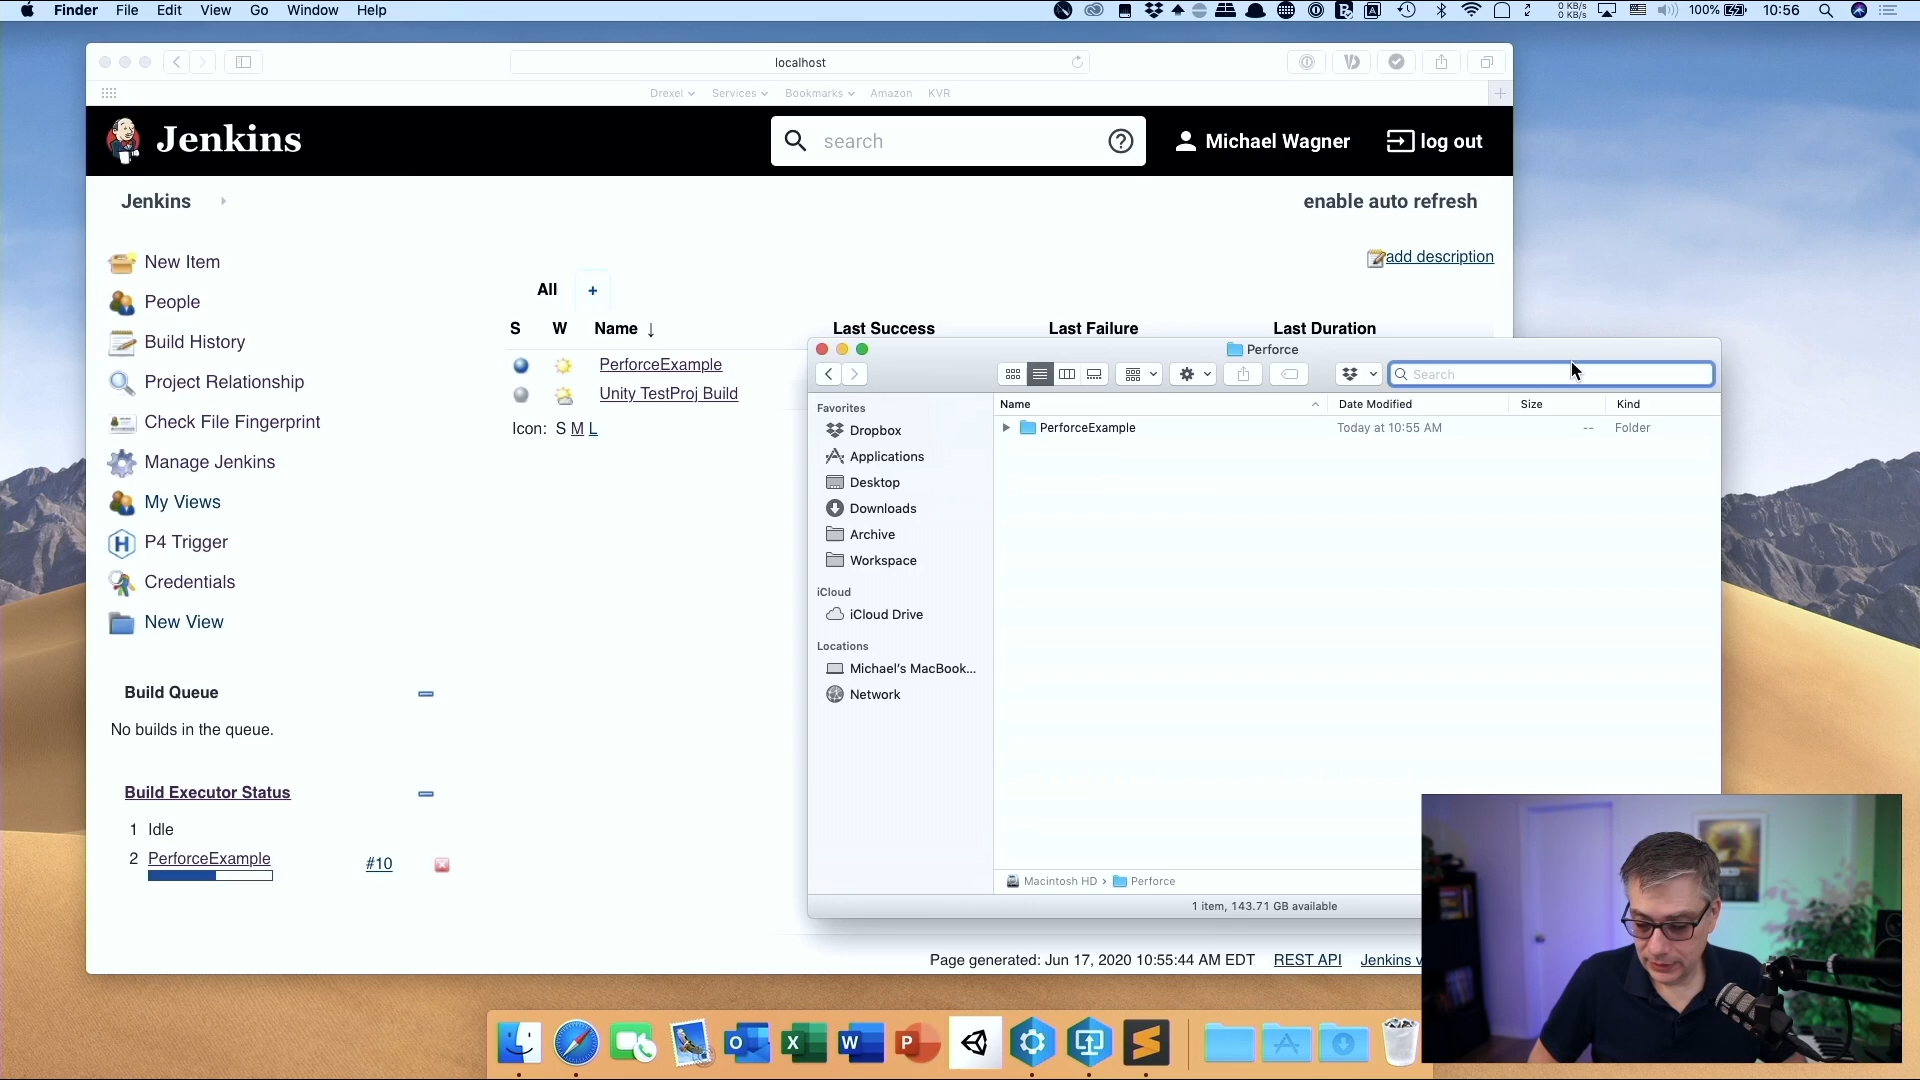 Finder File Edit View Go Window Help
0 KB/s
0 KB/s
100%
10:56
localhost
Drexel Services Bookmarks Amazon KVR
Jenkins
search
Michael Wagner
log out
Jenkins
enable auto refresh
New Item
People
Build History
Project Relationship
Check File Fingerprint
Manage Jenkins
My Views
P4 Trigger
Credentials
New View
add description
All +
S W Name ↓ Last Success Last Failure Last Duration
PerforceExample
Unity TestProj Build
Icon: S M L
Build Queue
No builds in the queue.
Build Executor Status
1 Idle
2 PerforceExample #10
Perforce
Search
Favorites
Dropbox
Applications
Desktop
Downloads
Archive
Workspace
iCloud
iCloud Drive
Locations
Michael's MacBook...
Network
Name Date Modified Size Kind
PerforceExample Today at 10:55 AM -- Folder
Macintosh HD › Perforce
1 item, 143.71 GB available
Page generated: Jun 17, 2020 10:55:44 AM EDT REST API Jenkins v